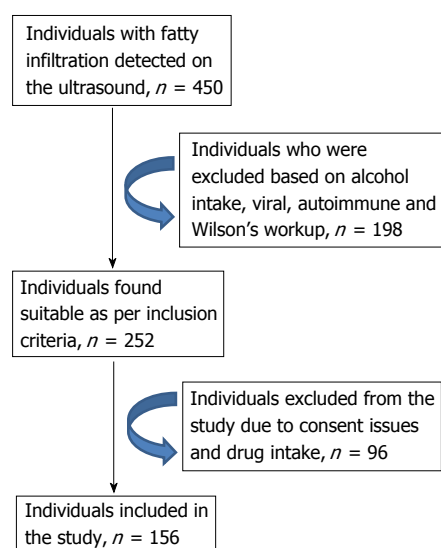 Individuals with fatty
infiltration detected on
the ultrasound, n = 450
Individuals who were
excluded based on alcohol
intake, viral, autoimmune and
Wilson's workup, n = 198
Individuals found
suitable as per inclusion
criteria, n = 252
Individuals excluded from the
study due to consent issues
and drug intake, n = 96
Individuals included in
the study, n = 156